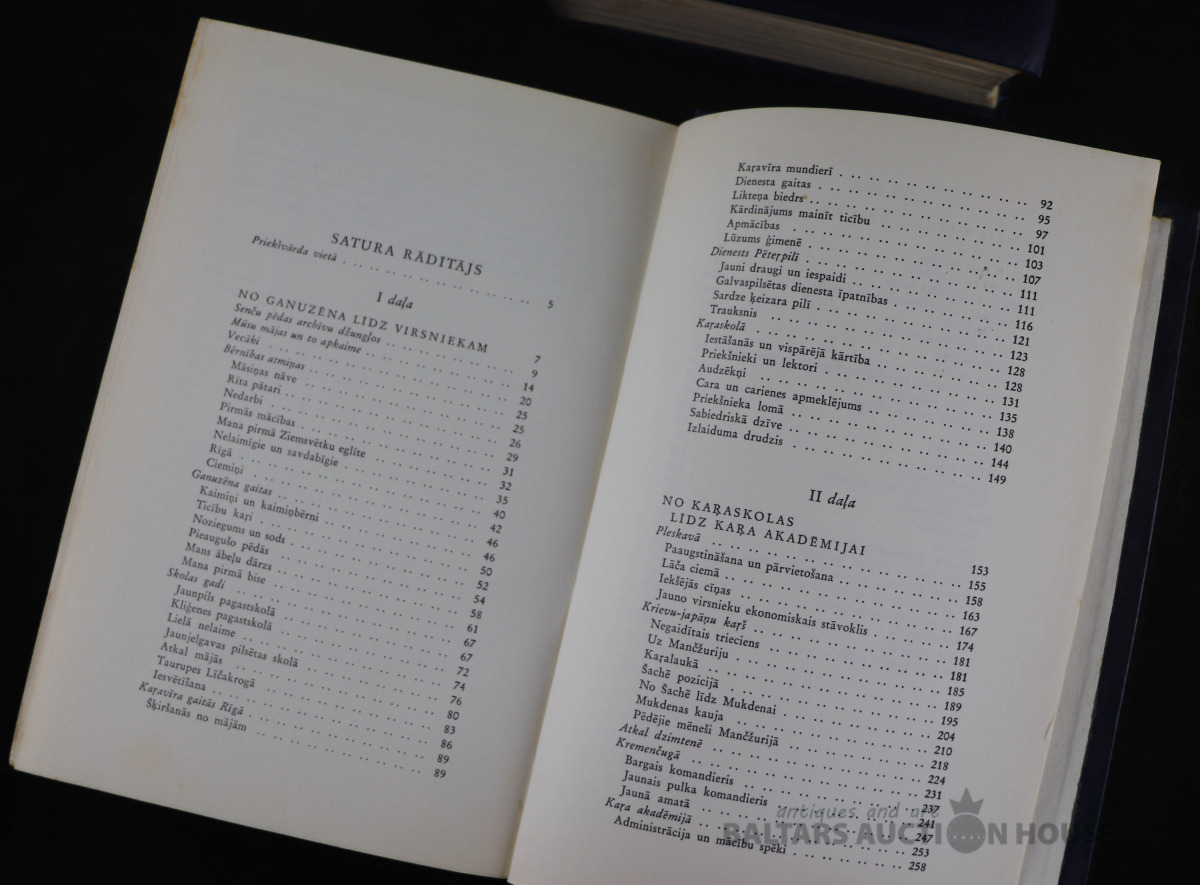 SATURA RĀDITĀJS
Priekšvārda vietā 5
I daļa
NO GANUZĒNA LĪDZ VIRSNIEKAM 7
Senču pēdas archīvu džungļos 9
Mūsu mājas un to apkaime 14
Vecāki 20
Bērnības atmiņas 25
Māsiņas nāve 25
Rīta pātari 26
Nedarbi 29
Pirmās mācības 31
Mana pirmā Ziemsvētku eglīte 32
Nelaimīgie un savdabīgie 35
Rīgā 40
Ciemiņi 42
Ganuzēna gaitas 46
Kaimiņi un kaimiņbērni 46
Ticību kaŗi 50
Noziegums un sods 52
Pieaugušo pēdās 54
Mans ābeļu dārzs 58
Mana pirmā bise 61
Skolas gadi 67
Jaunpils pagastskolā 67
Klīģenes pagastskolā 72
Lielā nelaime 74
Jaunjelgavas pilsētas skolā 76
Atkal mājās 80
Taurupes Līčakrogā 83
Iesvētīšana 86
Kaŗavīra gaitās Rīgā 89
Šķiršanās no mājām 89
Kaŗavīra mundierī 92
Dienesta gaitas 95
Likteņa biedrs 97
Kārdinājums mainīt ticību 101
Apmācības 103
Lūzums ģimenē 107
Dienests Pēteŗpilī 111
Jauni draugi un iespaidi 111
Galvaspilsētas dienesta īpatnības 116
Sardze ķeizara pilī 121
Trauksnis 123
Kaŗaskolā 128
Iestāšanās un vispārējā kārtība 128
Priekšnieki un lektori 131
Audzēkņi 135
Cara un carienes apmeklējums 138
Priekšnieka lomā 140
Sabiedriskā dzīve 144
Izlaiduma drudzis 149
II daļa
NO KAŖASKOLAS
LĪDZ KAŖA AKADĒMIJAI 153
Pleskavā 155
Paaugstināšana un pārvietošana 158
Lāča ciemā 163
Iekšējās cīņas 167
Jauno virsnieku ekonomiskais stāvoklis 174
Krievu-japāņu kaŗš 181
Negaidītais trieciens 181
Uz Mančžuriju 185
Kaŗalaukā 189
Šachē pozicijā 195
No Šachē līdz Mukdenai 204
Mukdenas kauja 210
Pēdējie mēneši Mančžurijā 218
Atkal dzimtenē 224
Kremenčugā 231
Bargais komandieris 237
Jaunais pulka komandieris 241
Jaunā amatā 247
Kaŗa akadēmijā 253
Administrācija un mācību spēki 258
antiques and art
BALTARS AUCTION HOUSE